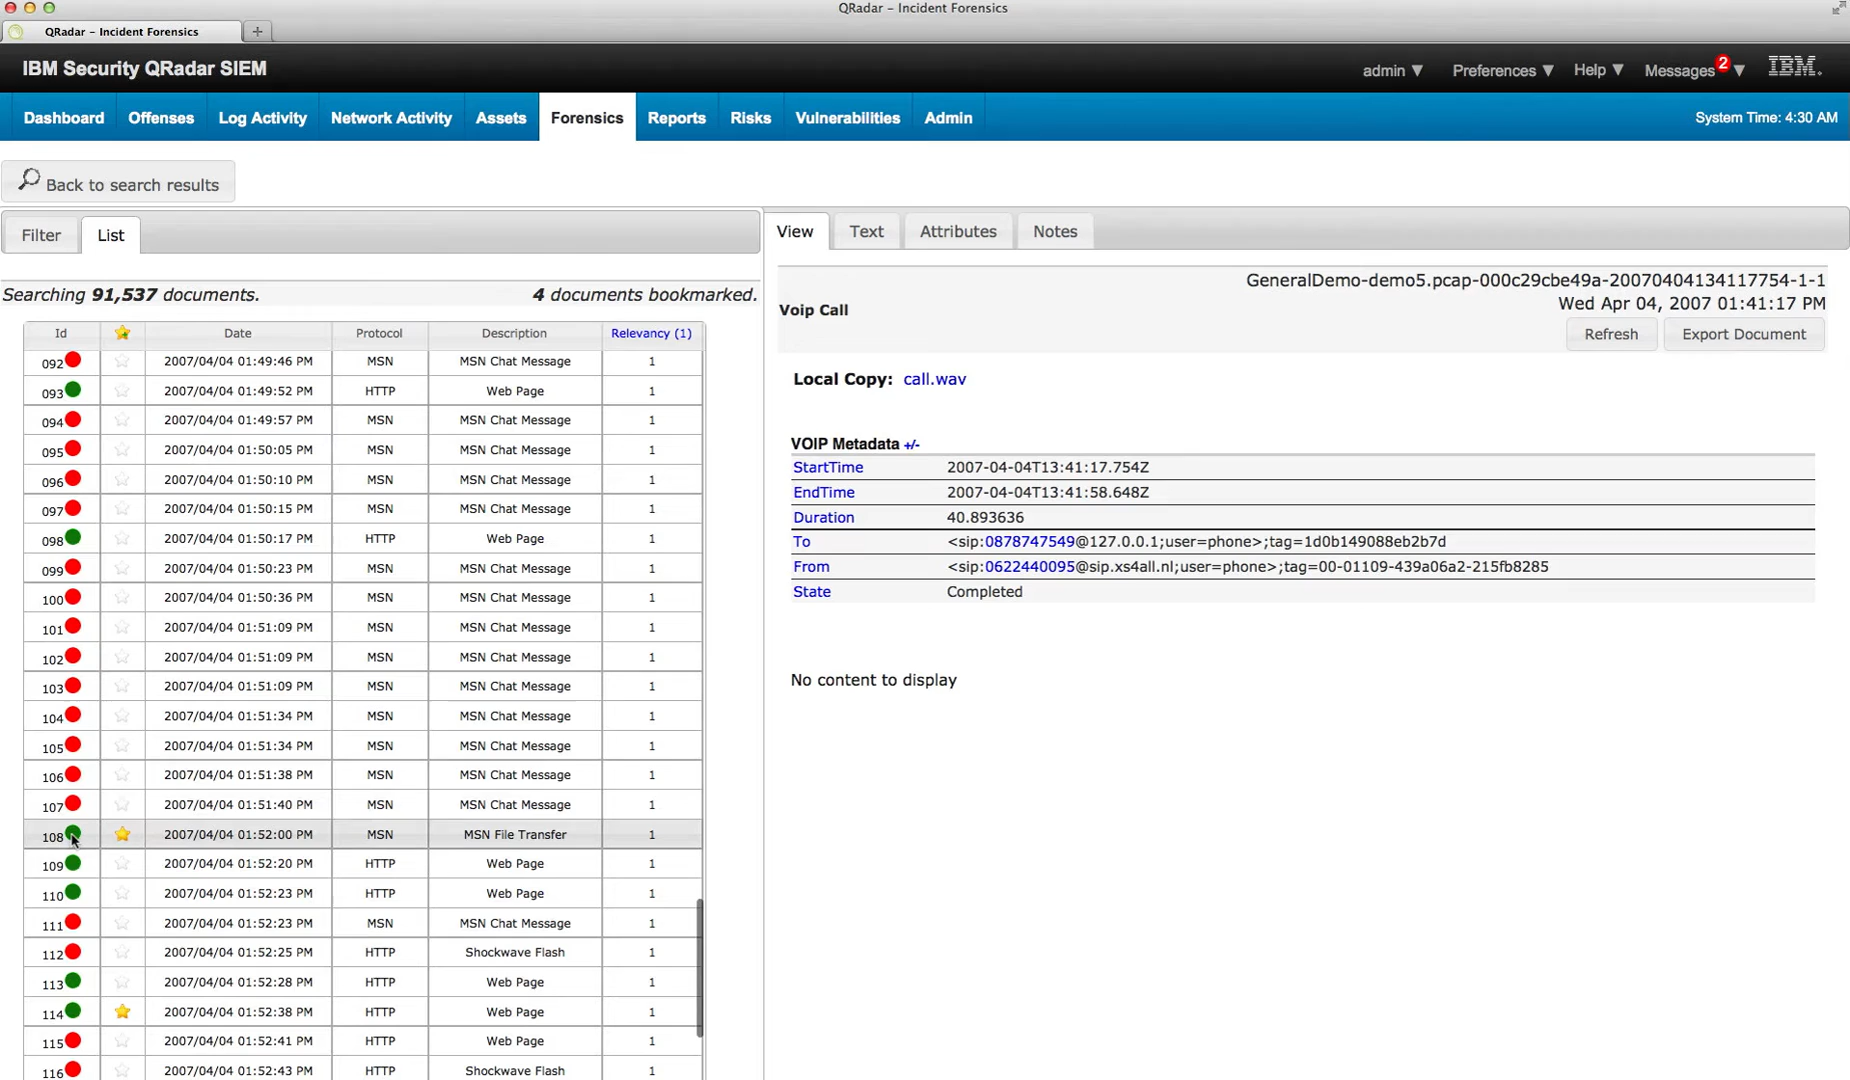 QRadar - Incident Forensics
QRadar - Incident Forensics
IBM Security QRadar SIEM
admin ▼ Preferences ▼ Help ▼ Messages 2 ▼ IBM.
Dashboard Offenses Log Activity Network Activity Assets Forensics Reports Risks Vulnerabilities Admin System Time: 4:30 AM
Back to search results
Filter List
Searching 91,537 documents. 4 documents bookmarked.
Id Date Protocol Description Relevancy (1)
092 2007/04/04 01:49:46 PM MSN MSN Chat Message 1
093 2007/04/04 01:49:52 PM HTTP Web Page 1
094 2007/04/04 01:49:57 PM MSN MSN Chat Message 1
095 2007/04/04 01:50:05 PM MSN MSN Chat Message 1
096 2007/04/04 01:50:10 PM MSN MSN Chat Message 1
097 2007/04/04 01:50:15 PM MSN MSN Chat Message 1
098 2007/04/04 01:50:17 PM HTTP Web Page 1
099 2007/04/04 01:50:23 PM MSN MSN Chat Message 1
100 2007/04/04 01:50:36 PM MSN MSN Chat Message 1
101 2007/04/04 01:51:09 PM MSN MSN Chat Message 1
102 2007/04/04 01:51:09 PM MSN MSN Chat Message 1
103 2007/04/04 01:51:09 PM MSN MSN Chat Message 1
104 2007/04/04 01:51:34 PM MSN MSN Chat Message 1
105 2007/04/04 01:51:34 PM MSN MSN Chat Message 1
106 2007/04/04 01:51:38 PM MSN MSN Chat Message 1
107 2007/04/04 01:51:40 PM MSN MSN Chat Message 1
108 2007/04/04 01:52:00 PM MSN MSN File Transfer 1
109 2007/04/04 01:52:20 PM HTTP Web Page 1
110 2007/04/04 01:52:23 PM HTTP Web Page 1
111 2007/04/04 01:52:23 PM MSN MSN Chat Message 1
112 2007/04/04 01:52:25 PM HTTP Shockwave Flash 1
113 2007/04/04 01:52:28 PM HTTP Web Page 1
114 2007/04/04 01:52:38 PM HTTP Web Page 1
115 2007/04/04 01:52:41 PM HTTP Web Page 1
116 2007/04/04 01:52:43 PM HTTP Shockwave Flash 1
View Text Attributes Notes
GeneralDemo-demo5.pcap-000c29cbe49a-20070404134117754-1-1
Voip Call Wed Apr 04, 2007 01:41:17 PM
Refresh Export Document
Local Copy: call.wav
VOIP Metadata +/-
StartTime 2007-04-04T13:41:17.754Z
EndTime 2007-04-04T13:41:58.648Z
Duration 40.893636
To <sip:0878747549@127.0.0.1;user=phone>;tag=1d0b149088eb2b7d
From <sip:0622440095@sip.xs4all.nl;user=phone>;tag=00-01109-439a06a2-215fb8285
State Completed
No content to display